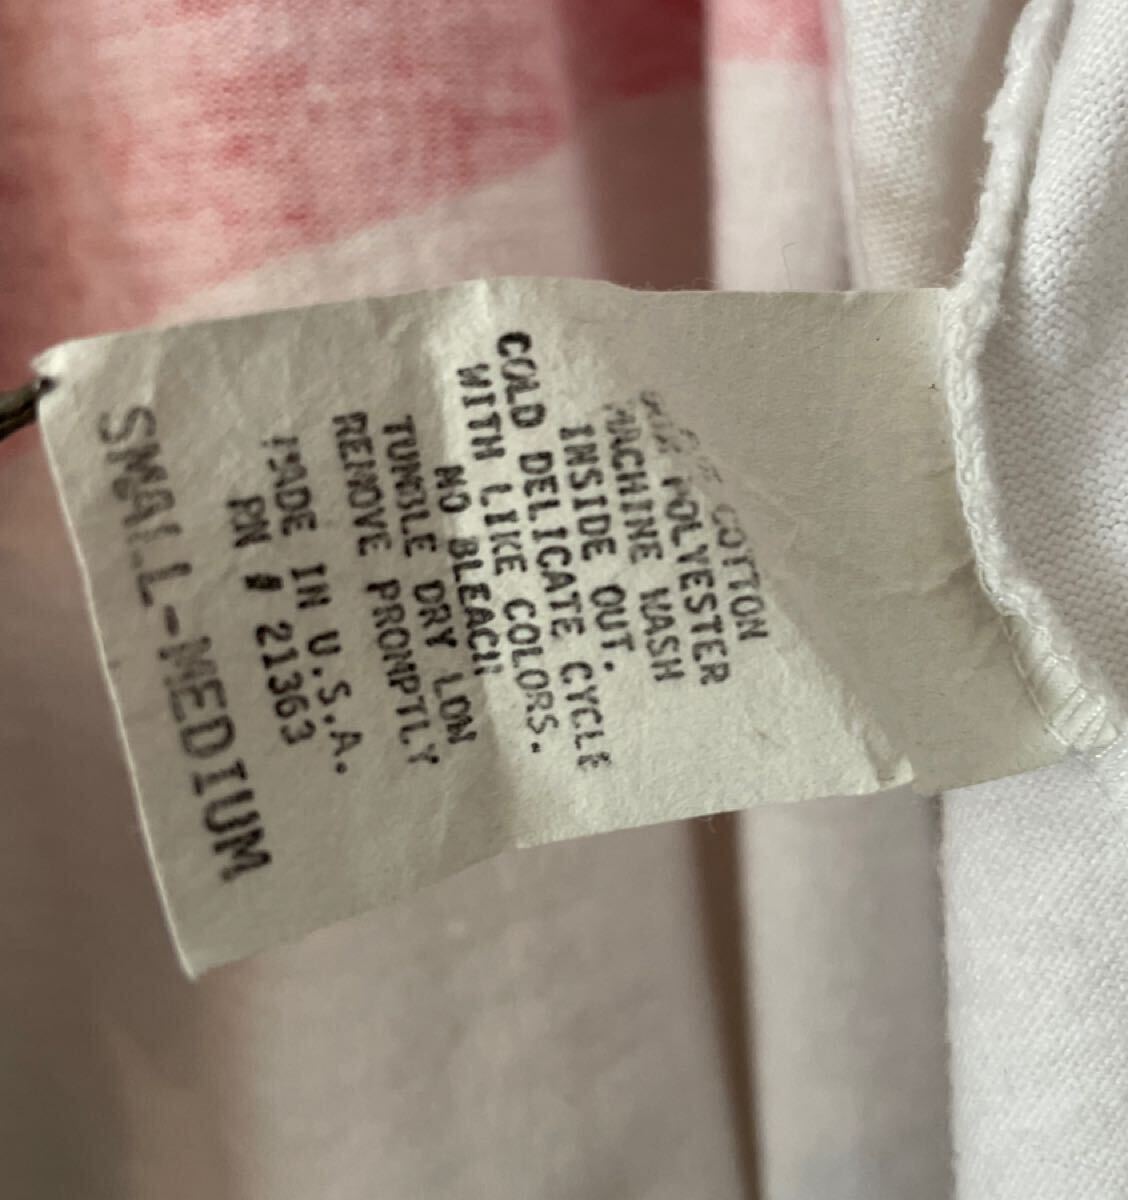 COTTON
POLYESTER
MACHINE WASH
INSIDE OUT.
COLD DELICATE CYCLE
WITH LIKE COLORS.
NO BLEACH
TUMBLE DRY LOW
REMOVE PROMPTLY
MADE IN U.S.A.
RN # 21363
SMALL-MEDIUM